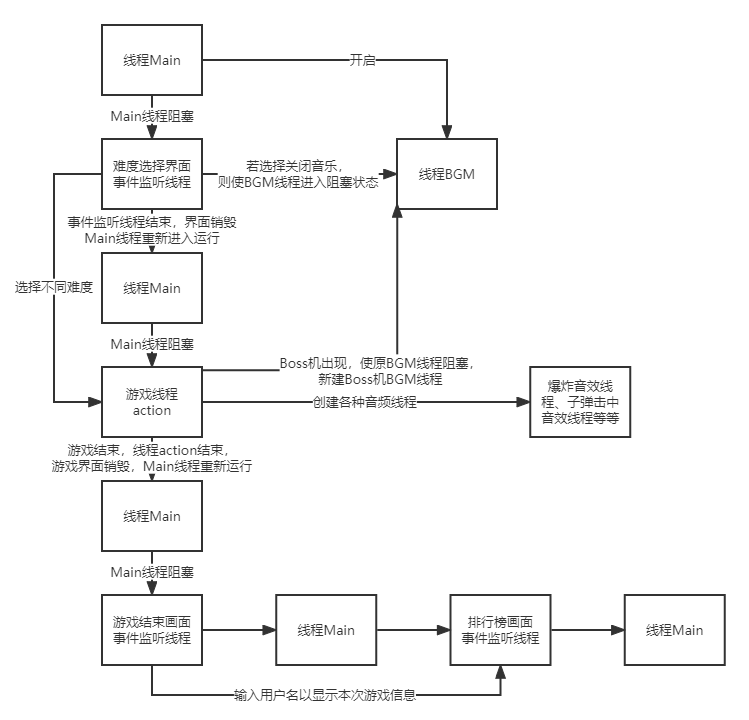 线程Main
开启
Main线程阻塞
难度选择界面
事件监听线程
若选择关闭音乐，
则使BGM线程进入阻塞状态
线程BGM
事件监听线程结束，界面销毁
Main线程重新进入运行
选择不同难度
线程Main
Main线程阻塞
游戏线程
action
Boss机出现，使原BGM线程阻塞，
新建Boss机BGM线程
创建各种音频线程
爆炸音效线
程、子弹击中
音效线程等等
游戏结束，线程action结束，
游戏界面销毁，Main线程重新运行
线程Main
Main线程阻塞
游戏结束画面
事件监听线程
线程Main
排行榜画面
事件监听线程
线程Main
输入用户名以显示本次游戏信息